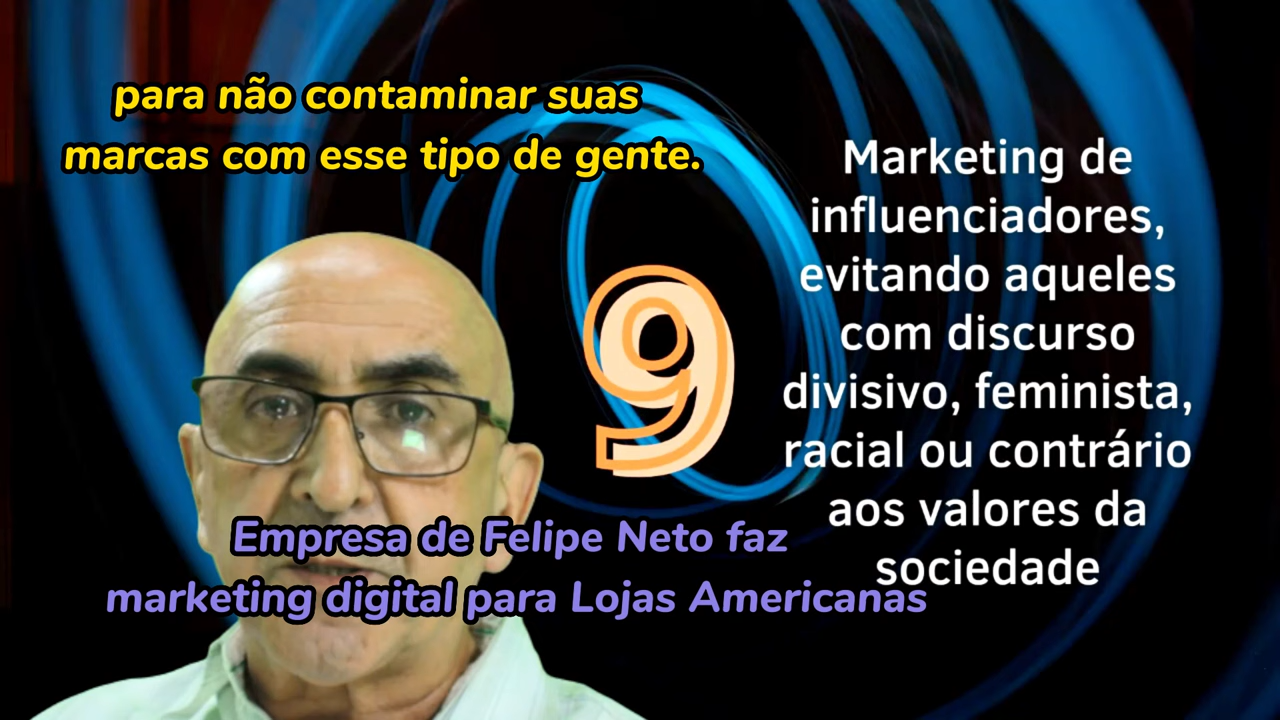 para não contaminar suas
marcas com esse tipo de gente.
9
Marketing de
influenciadores,
evitando aqueles
com discurso
divisivo, feminista,
racial ou contrário
aos valores da
sociedade
Empresa de Felipe Neto faz
marketing digital para Lojas Americanas